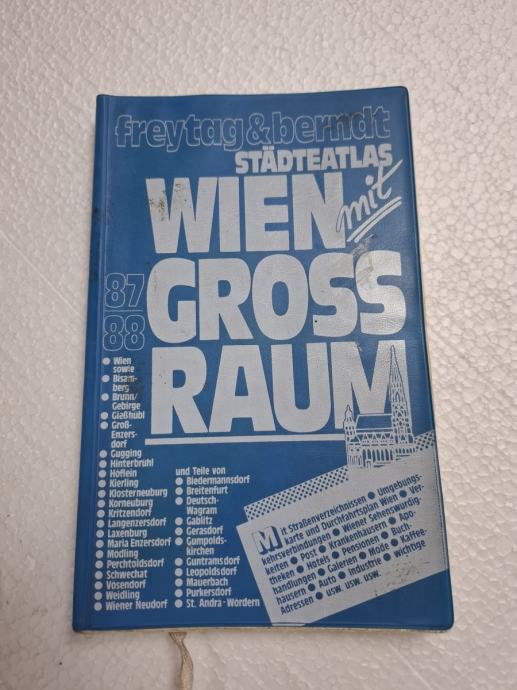 freytag&berndt
STÄDTEATLAS
WIEN
mit
GROSS
RAUM
87
88
● Wien
sowie
● Bisam-
berg
● Brunn/
Gebirge
● Gießhübl
● Groß-
Enzers-
dorf
● Gugging
● Hinterbrühl
● Höflein
● Kierling
● Klosterneuburg
● Korneuburg
● Kritzendorf
● Langenzersdorf
● Laxenburg
● Maria Enzersdorf
● Mödling
● Perchtoldsdorf
● Schwechat
● Vösendorf
● Weidling
● Wiener Neudorf
und Teile von
● Biedermannsdorf
● Breitenfurt
● Deutsch-
Wagram
● Gablitz
● Gerasdorf
● Gumpolds-
kirchen
● Guntramsdorf
● Leopoldsdorf
● Mauerbach
● Purkersdorf
● St. Andrä-Wördern
Mit Straßenverzeichnissen ● Umgebungs-
karte und Durchfahrtsplan Wien ● Ver-
kehrsverbindungen ● Wiener Sehenswürdig-
keiten ● Post ● Krankenhäusern ● Apo-
theken ● Hotels ● Pensionen ● Buch-
handlungen ● Galerien ● Mode ● Kaffee-
häusern ● Auto ● Industrie ● wichtige
Adressen ● usw. usw. usw.